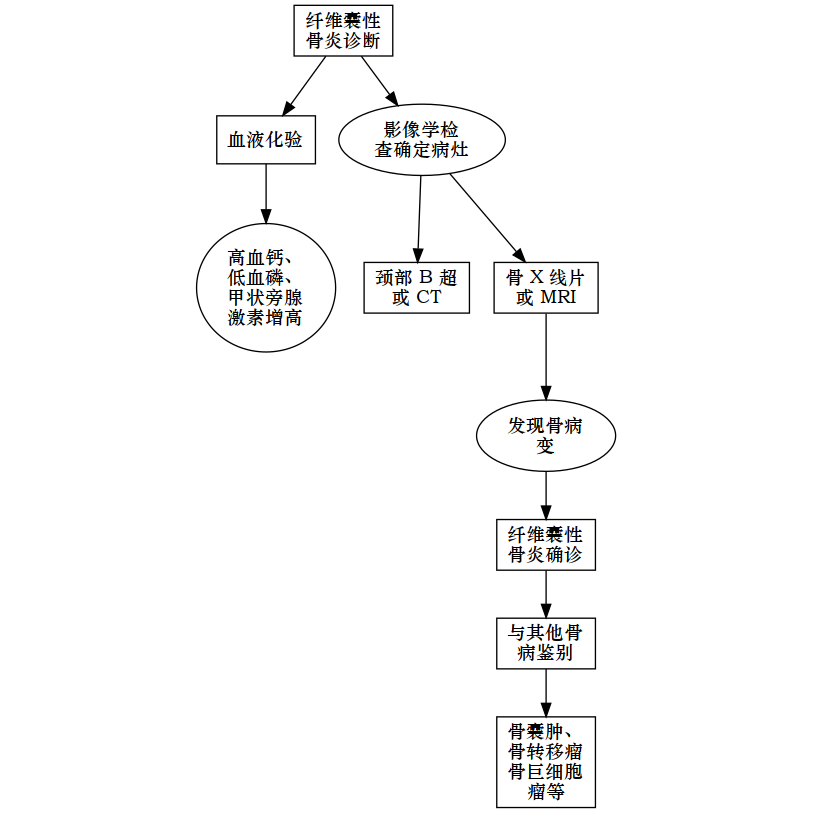 纤维囊性
骨炎诊断
血液化验
影像学检
查确定病灶
高血钙、
低血磷、
甲状旁腺
激素增高
颈部 B 超
或 CT
骨 X 线片
或 MRI
发现骨病
变
纤维囊性
骨炎确诊
与其他骨
病鉴别
骨囊肿、
骨转移瘤
骨巨细胞
瘤等